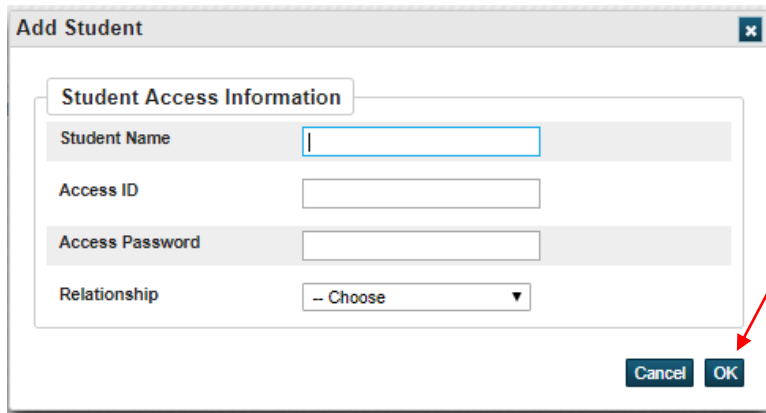 Add Student
x
Student Access Information
Student Name
Access ID
Access Password
Relationship
-- Choose
Cancel
OK